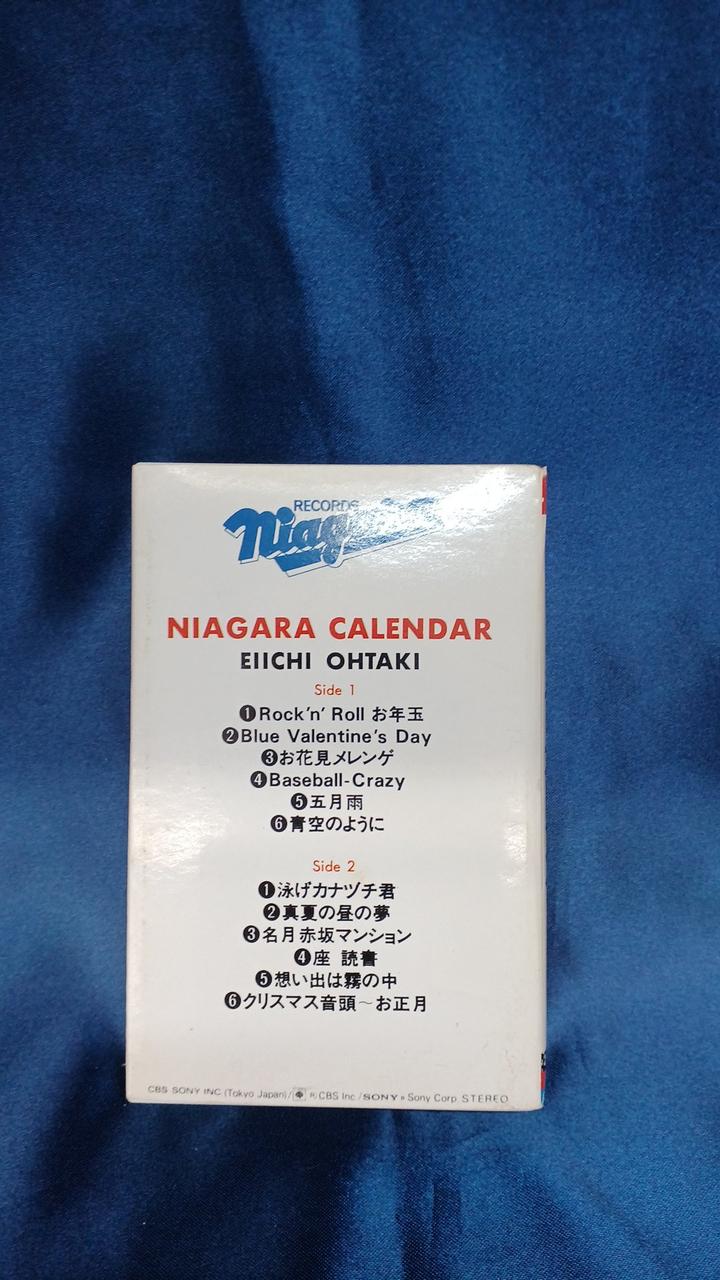 RECORDS
Niagara
NIAGARA CALENDAR
EIICHI OHTAKI
Side 1
❶Rock'n' Roll お年玉
❷Blue Valentine's Day
❸お花見メレンゲ
❹Baseball-Crazy
❺五月雨
❻青空のように
Side 2
❶泳げカナヅチ君
❷真夏の昼の夢
❸名月赤坂マンション
❹座 読書
❺想い出は霧の中
❻クリスマス音頭〜お正月
CBS SONY INC (Tokyo Japan)/ ® CBS Inc / SONY ® Sony Corp STEREO